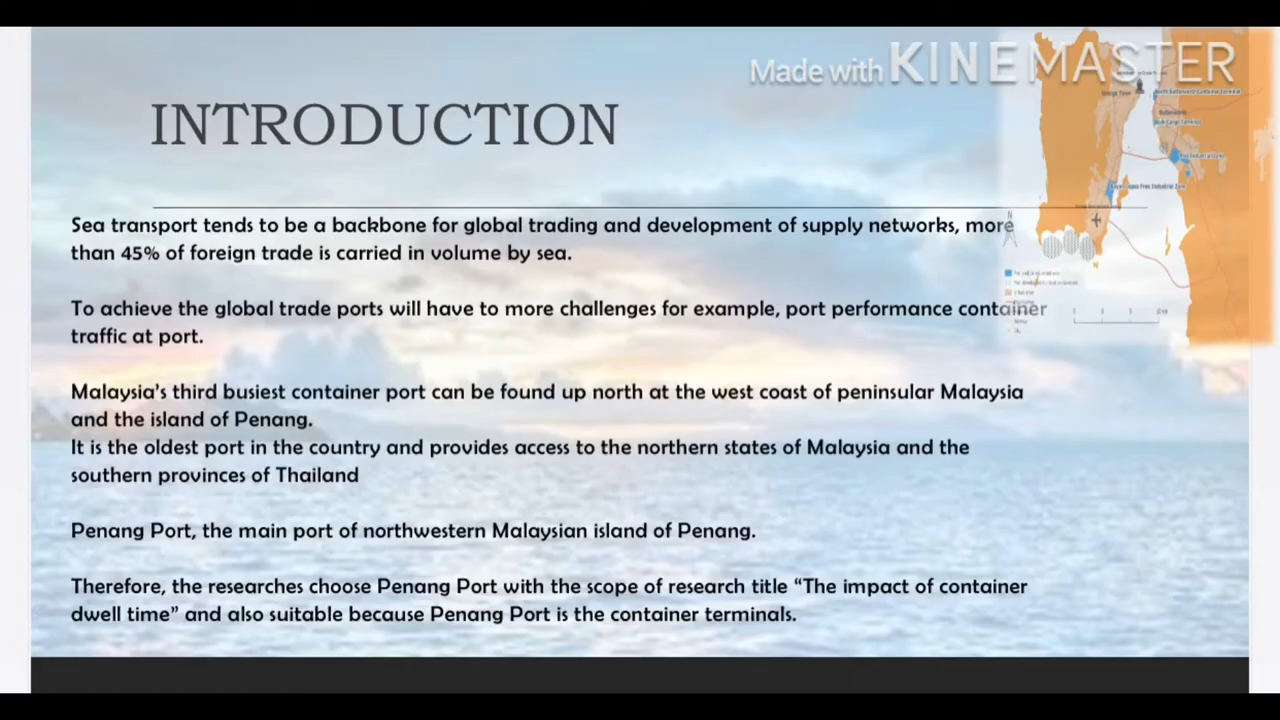 Made with KINEMASTER
INTRODUCTION
Sea transport tends to be a backbone for global trading and development of supply networks, more
than 45% of foreign trade is carried in volume by sea.
To achieve the global trade ports will have to more challenges for example, port performance container
traffic at port.
Malaysia's third busiest container port can be found up north at the west coast of peninsular Malaysia
and the island of Penang.
It is the oldest port in the country and provides access to the northern states of Malaysia and the
southern provinces of Thailand
Penang Port, the main port of northwestern Malaysian island of Penang.
Therefore, the researches choose Penang Port with the scope of research title “The impact of container
dwell time” and also suitable because Penang Port is the container terminals.
George Town
Butterworth
N